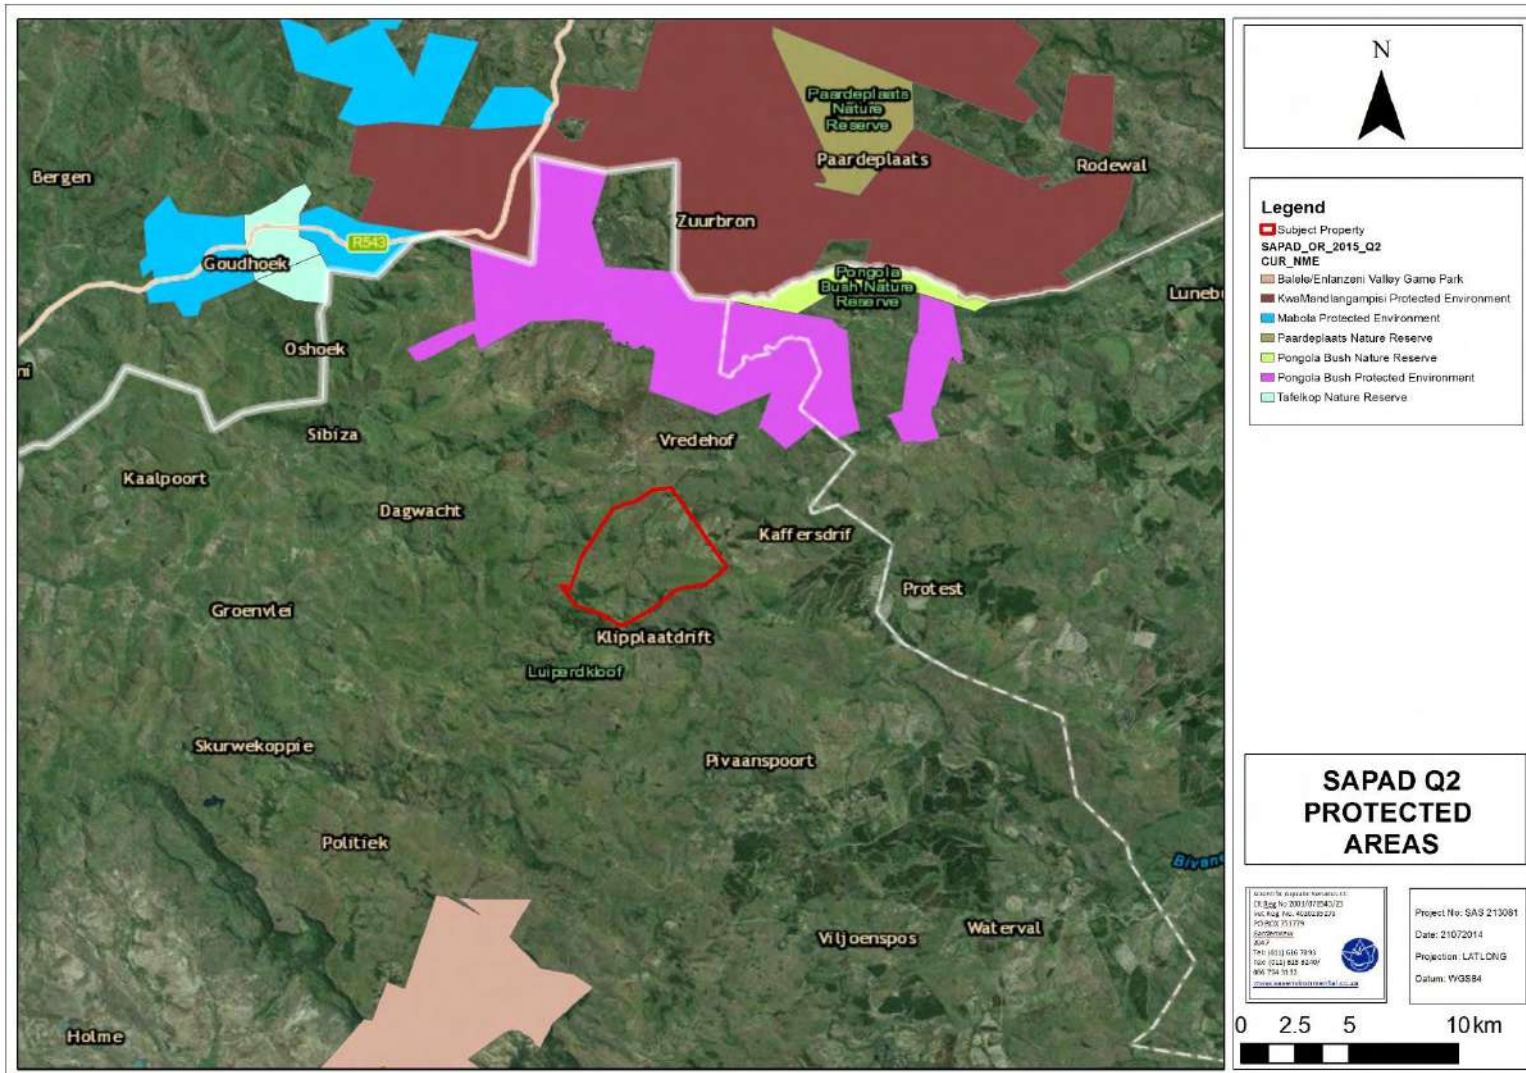 Paardeplaats
Nature
Reserve
Paardeplaats
Rodewal
Bergen
Zuurbron
R543
Goudhoek
Pongola
Bush Nature
Reserve
Oshoek
Sibiza
Vredehof
Kaalpoort
Dagwacht
Kaffersdrif
Protest
Groenvlei
Klipplaatdrift
Luipardkloof
Skurwekoppie
Pivaanspoort
Politiek
Viljoenspos
Waterval
Holme
N
Legend
Subject Property
SAPAD_OR_2015_Q2
CUR_NME
Balele/Enlanzeni Valley Game Park
KwaMandlangampisi Protected Environment
Mabola Protected Environment
Paardeplaats Nature Reserve
Pongola Bush Nature Reserve
Pongola Bush Protected Environment
Tafelkop Nature Reserve
SAPAD Q2
PROTECTED
AREAS
Project No: SAS 213081
Date: 21072014
Projection: LATLONG
Datum: WGS84
0 2.5 5 10 km